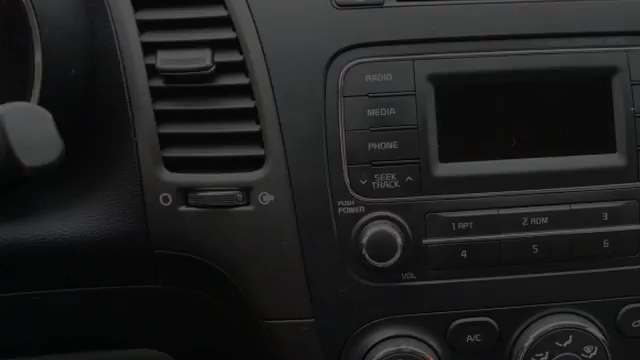 RADIO
MEDIA
PHONE
SEEK
TRACK
PUSH
POWER
VOL
1 RPT
2 RDM
3
4
5
6
A/C